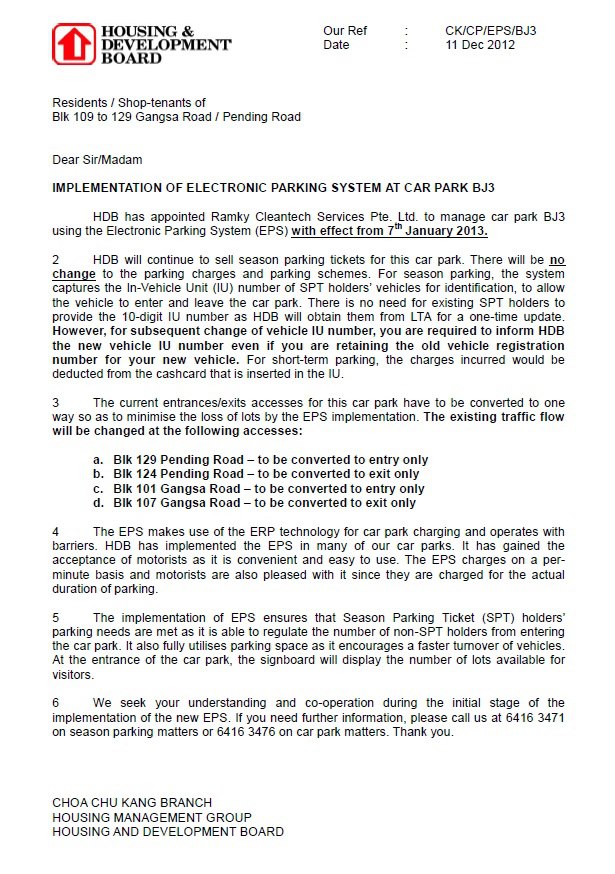 HOUSING &
DEVELOPMENT
BOARD
Our Ref : CK/CP/EPS/BJ3
Date : 11 Dec 2012
Residents / Shop-tenants of
Blk 109 to 129 Gangsa Road / Pending Road
Dear Sir/Madam
IMPLEMENTATION OF ELECTRONIC PARKING SYSTEM AT CAR PARK BJ3
HDB has appointed Ramky Cleantech Services Pte. Ltd. to manage car park BJ3
using the Electronic Parking System (EPS) with effect from 7th January 2013.
2 HDB will continue to sell season parking tickets for this car park. There will be no
change to the parking charges and parking schemes. For season parking, the system
captures the In-Vehicle Unit (IU) number of SPT holders' vehicles for identification, to allow
the vehicle to enter and leave the car park. There is no need for existing SPT holders to
provide the 10-digit IU number as HDB will obtain them from LTA for a one-time update.
However, for subsequent change of vehicle IU number, you are required to inform HDB
the new vehicle IU number even if you are retaining the old vehicle registration
number for your new vehicle. For short-term parking, the charges incurred would be
deducted from the cashcard that is inserted in the IU.
3 The current entrances/exits accesses for this car park have to be converted to one
way so as to minimise the loss of lots by the EPS implementation. The existing traffic flow
will be changed at the following accesses:
a. Blk 129 Pending Road – to be converted to entry only
b. Blk 124 Pending Road – to be converted to exit only
c. Blk 101 Gangsa Road – to be converted to entry only
d. Blk 107 Gangsa Road – to be converted to exit only
4 The EPS makes use of the ERP technology for car park charging and operates with
barriers. HDB has implemented the EPS in many of our car parks. It has gained the
acceptance of motorists as it is convenient and easy to use. The EPS charges on a per-
minute basis and motorists are also pleased with it since they are charged for the actual
duration of parking.
5 The implementation of EPS ensures that Season Parking Ticket (SPT) holders'
parking needs are met as it is able to regulate the number of non-SPT holders from entering
the car park. It also fully utilises parking space as it encourages a faster turnover of vehicles.
At the entrance of the car park, the signboard will display the number of lots available for
visitors.
6 We seek your understanding and co-operation during the initial stage of the
implementation of the new EPS. If you need further information, please call us at 6416 3471
on season parking matters or 6416 3476 on car park matters. Thank you.
CHOA CHU KANG BRANCH
HOUSING MANAGEMENT GROUP
HOUSING AND DEVELOPMENT BOARD